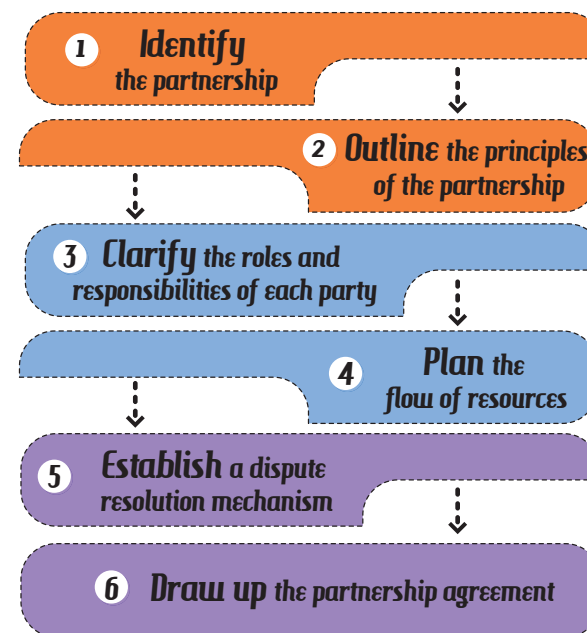 1 Identify
the partnership
2 Outline the principles
of the partnership
3 Clarify the roles and
responsibilities of each party
4 Plan the
flow of resources
5 Establish a dispute
resolution mechanism
6 Draw up the partnership agreement